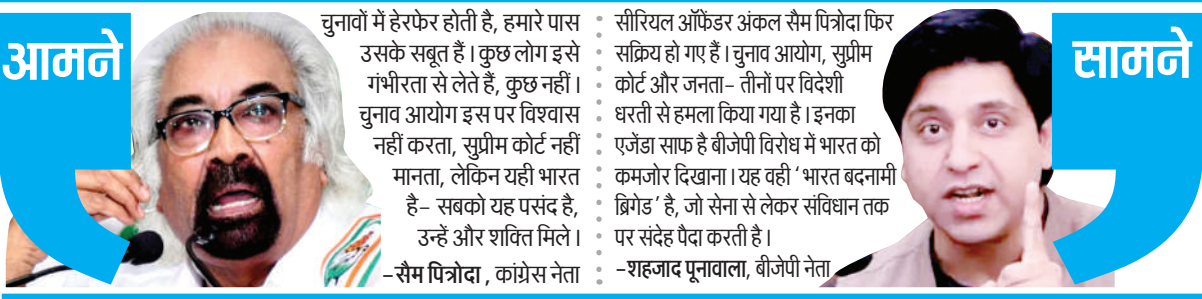 आमने
चुनावों में हेरफेर होती है, हमारे पास
उसके सबूत हैं । कुछ लोग इसे
गंभीरता से लेते हैं, कुछ नहीं ।
चुनाव आयोग इस पर विश्वास
नहीं करता, सुप्रीम कोर्ट नहीं
मानता, लेकिन यही भारत
है– सबको यह पसंद है,
उन्हें और शक्ति मिले ।
–सैम पित्रोदा , कांग्रेस नेता
सीरियल ऑफेंडर अंकल सैम पित्रोदा फिर
सक्रिय हो गए हैं । चुनाव आयोग, सुप्रीम
कोर्ट और जनता– तीनों पर विदेशी
धरती से हमला किया गया है । इनका
एजेंडा साफ है बीजेपी विरोध में भारत को
कमजोर दिखाना । यह वही ‘ भारत बदनामी
ब्रिगेड ’ है, जो सेना से लेकर संविधान तक
पर संदेह पैदा करती है ।
–शहजाद पूनावाला, बीजेपी नेता
सामने